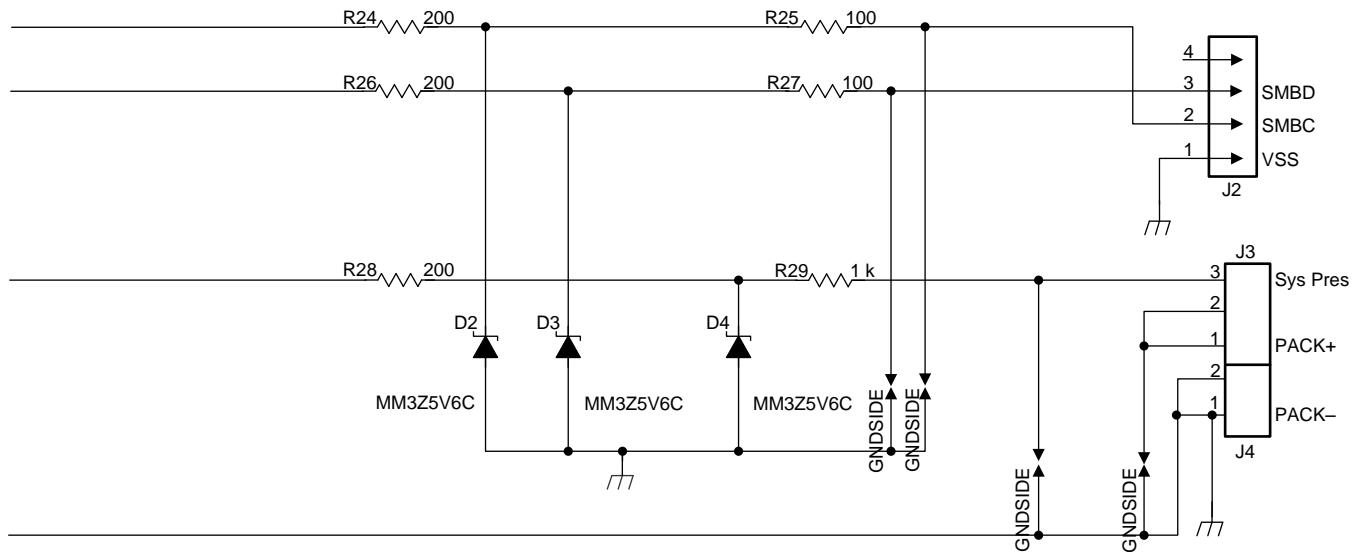 R24 200 R25 100
4
R26 200 R27 100 3 SMBD
2 SMBC
1 VSS
J2
J3
R28 200 R29 1 k 3 Sys Pres
2
D2 D3 D4 1 PACK+
2
MM3Z5V6C MM3Z5V6C MM3Z5V6C 1 PACK–
GNDSIDE GNDSIDE J4
GNDSIDE GNDSIDE